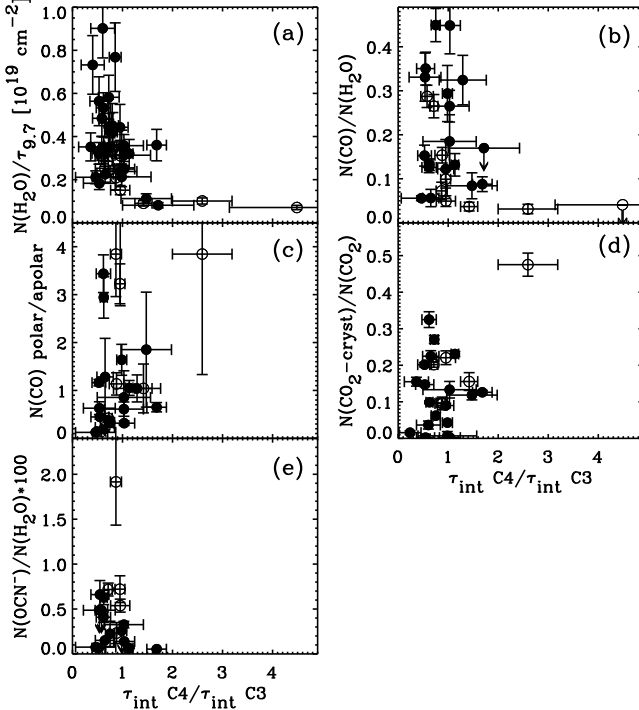 N(H2O)/τ9.7 [10^19 cm^-2]
1.0
0.8
0.6
0.4
0.2
0.0
(a)
N(CO)/N(H2O)
0.4
0.3
0.2
0.1
0.0
(b)
N(CO) polar/apolar
4
3
2
1
0
(c)
N(CO2-cryst)/N(CO2)
0.5
0.4
0.3
0.2
0.1
0.0
(d)
0 1 2 3 4
τint C4/τint C3
N(OCN^-)/N(H2O)*100
2.0
1.5
1.0
0.5
0.0
(e)
0 1 2 3 4
τint C4/τint C3